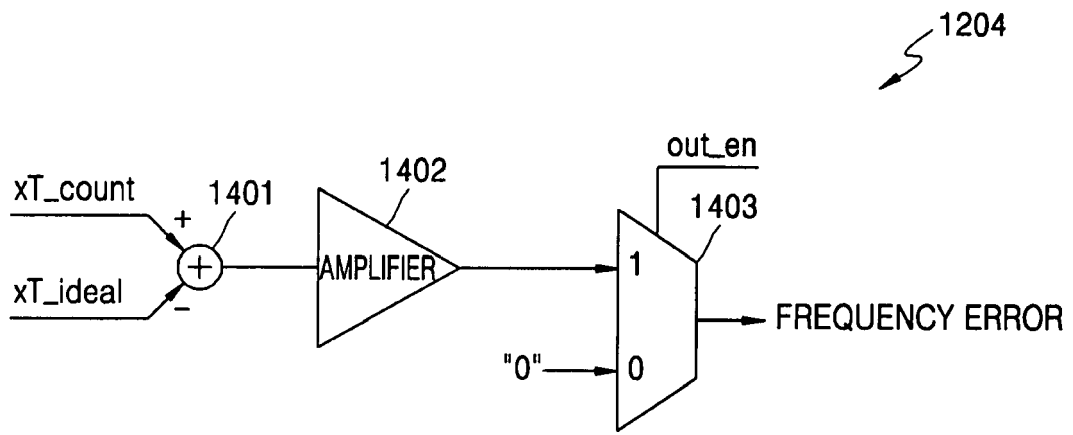 1204
out_en
xT_count
+
1401
1402
1403
+
AMPLIFIER
1
xT_ideal
-
FREQUENCY ERROR
"0"
0